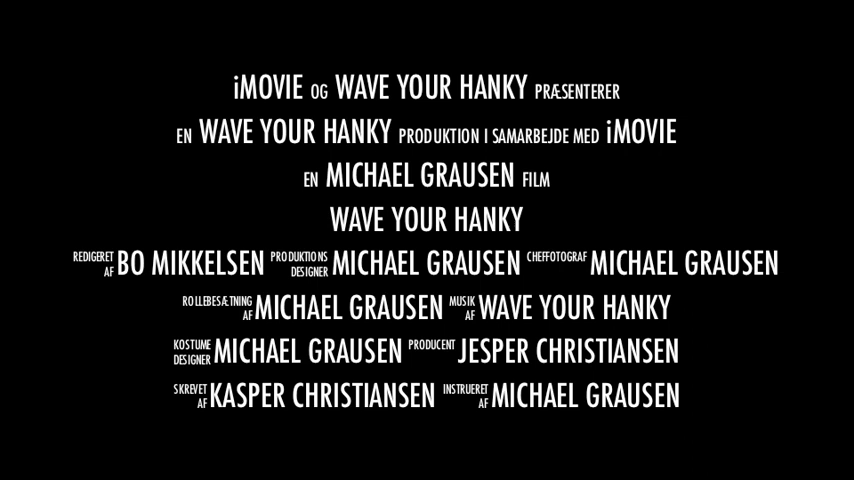 iMOVIE OG WAVE YOUR HANKY PRÆSENTERER
EN WAVE YOUR HANKY PRODUKTION I SAMARBEJDE MED iMOVIE
EN MICHAEL GRAUSEN FILM
WAVE YOUR HANKY
REDIGERET AF BO MIKKELSEN PRODUKTIONS DESIGNER MICHAEL GRAUSEN CHEFFOTOGRAF MICHAEL GRAUSEN
ROLLEBESÆTNING AF MICHAEL GRAUSEN MUSIK AF WAVE YOUR HANKY
KOSTUME DESIGNER MICHAEL GRAUSEN PRODUCENT JESPER CHRISTIANSEN
SKREVET AF KASPER CHRISTIANSEN INSTRUERET AF MICHAEL GRAUSEN